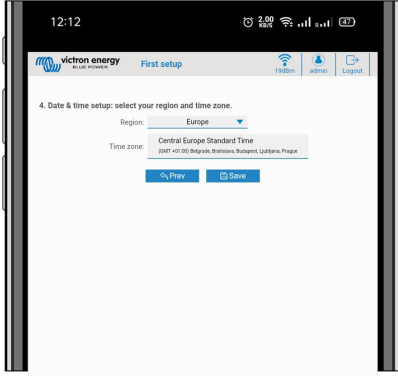 12:12
2.00 KB/S R 47
victron energy
BLUE POWER
First setup
19dBm admin Logout
4. Date & time setup: select your region and time zone.
Region: Europe
Time zone: Central Europe Standard Time
(GMT +01:00) Belgrade, Bratislava, Budapest, Ljubljana, Prague
Prev Save